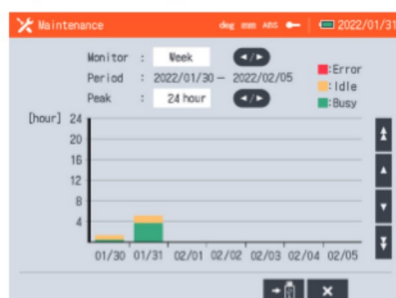 Maintenance deg mm ABS 2022/01/31
Monitor : Week
Period : 2022/01/30 - 2022/02/05
Peak : 24 hour
:Error
:Idle
:Busy
[hour] 24
20
16
12
8
4
01/30 01/31 02/01 02/02 02/03 02/04 02/05